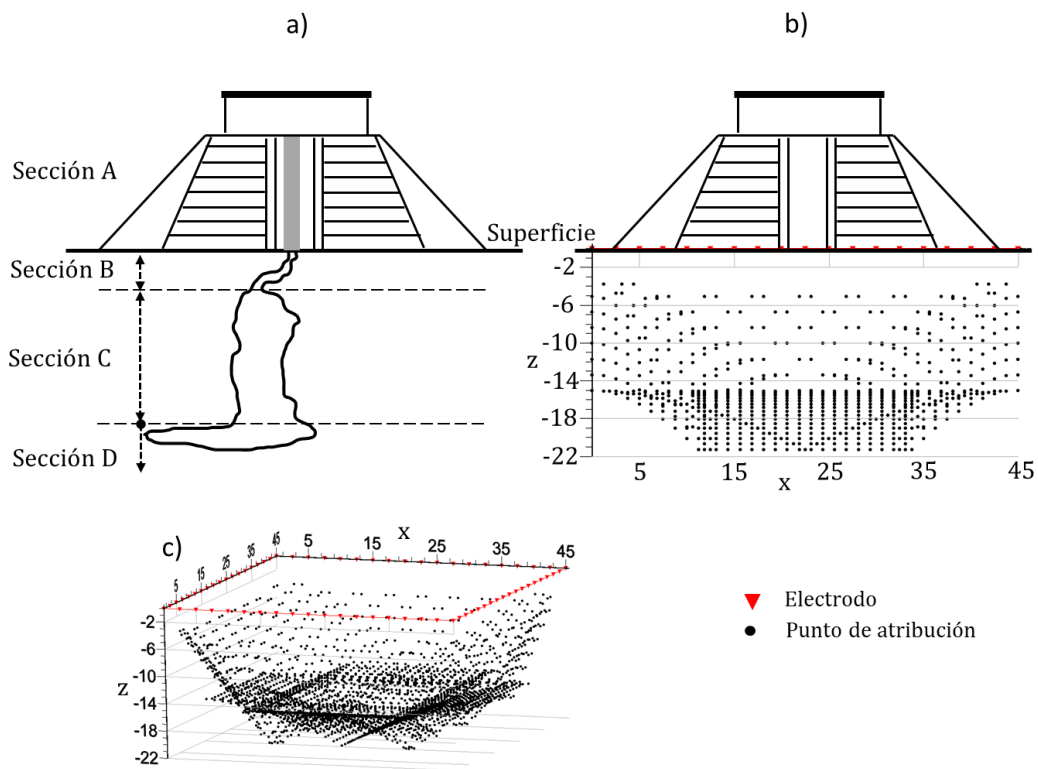 a)
b)
Sección A
Superficie
Sección B
Sección C
Sección D
-2
-6
-10
z
-14
-18
-22
5
15
25
35
45
x
c)
x
45
35
25
15
5
5
15
25
35
45
-2
-6
-10
z
-14
-18
-22
Electrodo
Punto de atribución